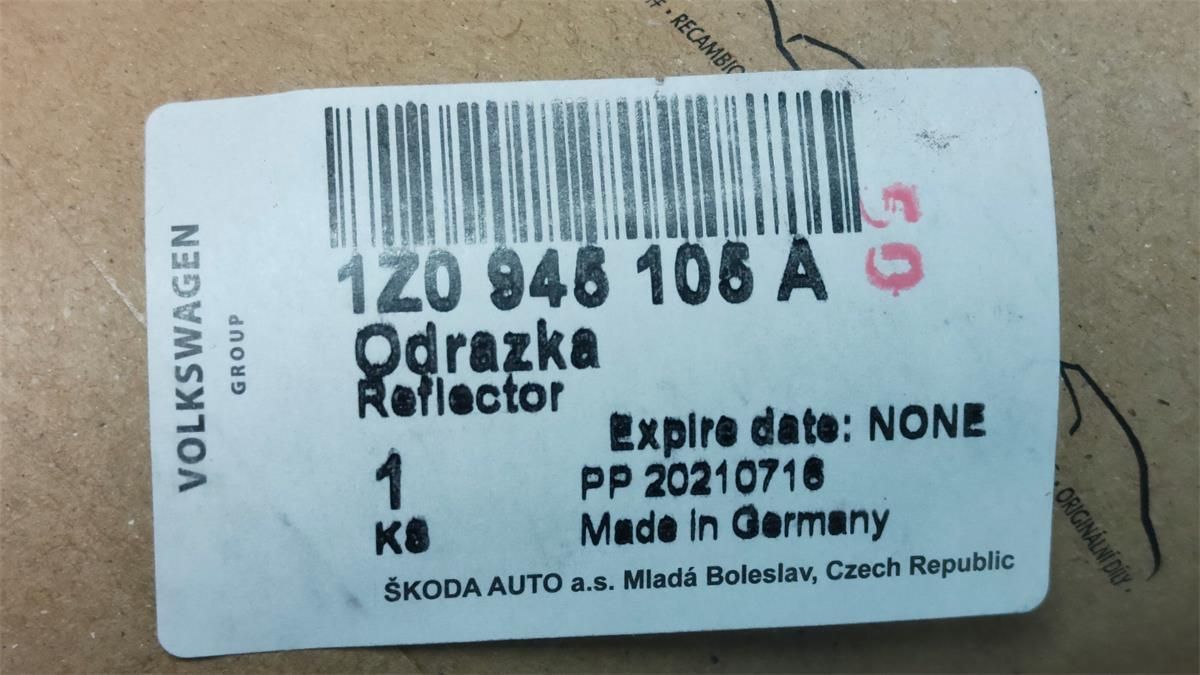 · RECAMBIO
VOLKSWAGEN
GROUP
1Z0 945 105 A
Odrazka
Reflector
Expire date: NONE
1
PP 20210716
KS
Made in Germany
ŠKODA AUTO a.s. Mladá Boleslav, Czech Republic
· ORIGINÁLNÍ DÍLY ·